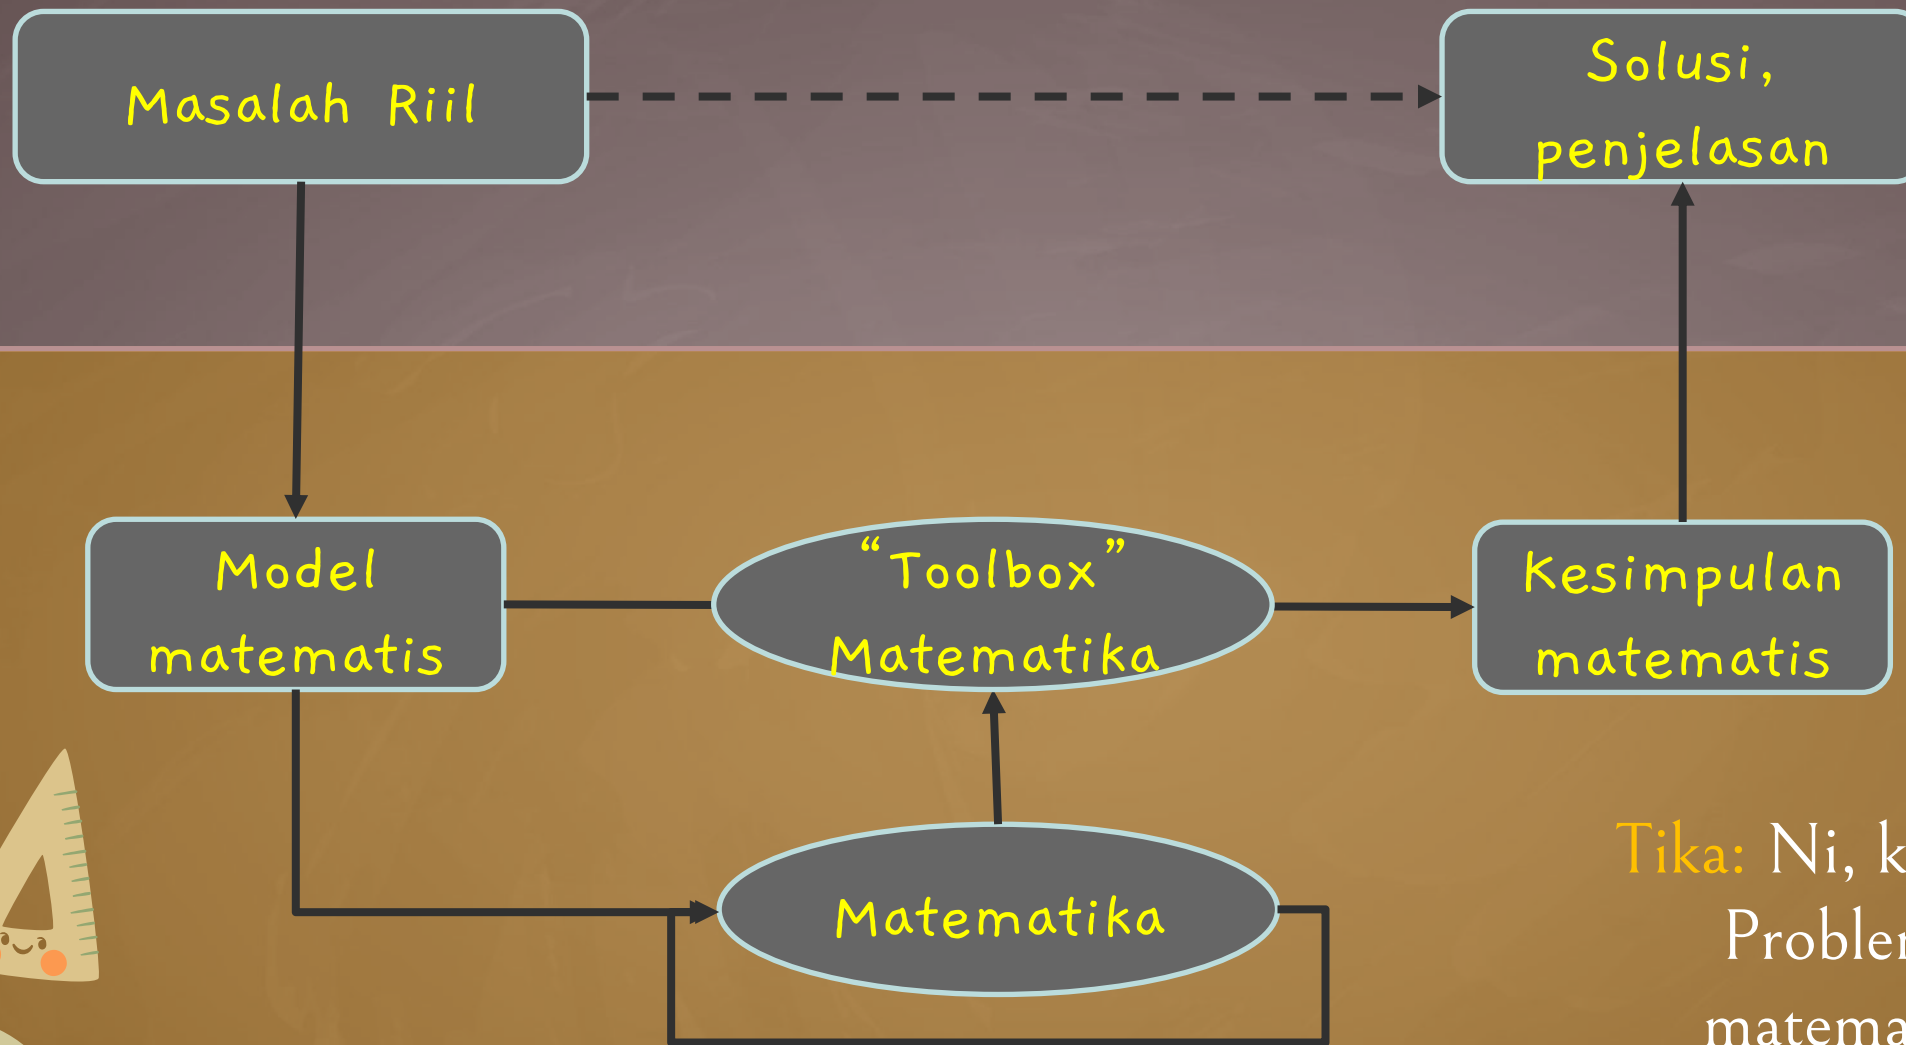 Masalah Riil
Solusi,
penjelasan
Model
matematis
“Toolbox”
Matematika
Kesimpulan
matematis
Matematika
Tika: Ni, k